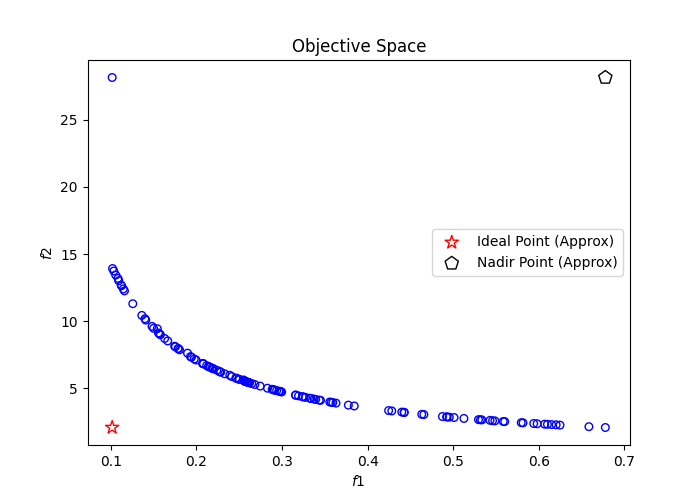 Objective Space
25
20
15
10
5
f2
Ideal Point (Approx)
Nadir Point (Approx)
0.1 0.2 0.3 0.4 0.5 0.6 0.7
f1